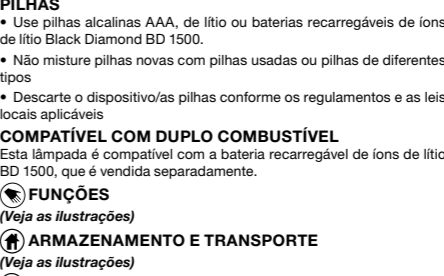 PILHAS
• Use pilhas alcalinas AAA, de lítio ou baterias recarregáveis de íons
de lítio Black Diamond BD 1500.
• Não misture pilhas novas com pilhas usadas ou pilhas de diferentes
tipos
• Descarte o dispositivo/as pilhas conforme os regulamentos e as leis
locais aplicáveis
COMPATÍVEL COM DUPLO COMBUSTÍVEL
Esta lâmpada é compatível com a bateria recarregável de íons de lítio
BD 1500, que é vendida separadamente.
FUNÇÕES
(Veja as ilustrações)
ARMAZENAMENTO E TRANSPORTE
(Veja as ilustrações)